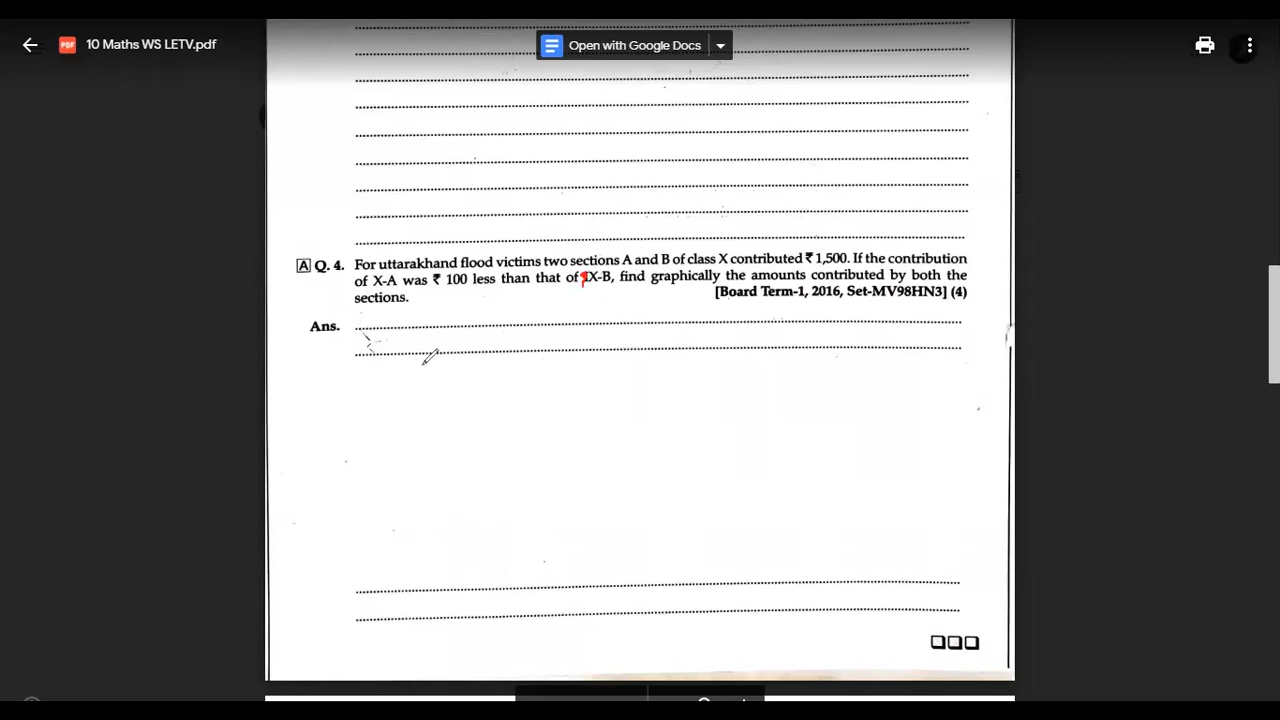 PDF 10 Maths WS LETV.pdf
Open with Google Docs
A Q. 4. For uttarakhand flood victims two sections A and B of class X contributed ₹ 1,500. If the contribution
of X-A was ₹ 100 less than that of IX-B, find graphically the amounts contributed by both the
sections. [Board Term-1, 2016, Set-MV98HN3] (4)
Ans.